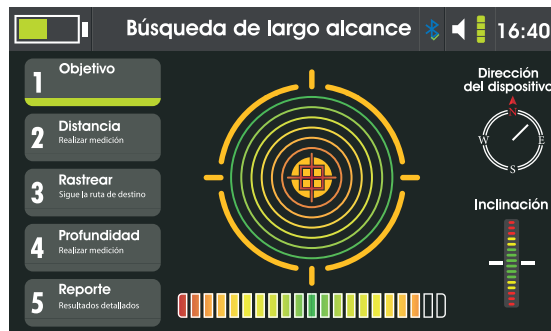 Búsqueda de largo alcance
16:40
1 Objetivo
2 Distancia
Realizar medición
3 Rastrear
Sigue la ruta de destino
4 Profundidad
Realizar medición
5 Reporte
Resultados detallados
Dirección
del dispositivo
N
W E
S
Inclinación